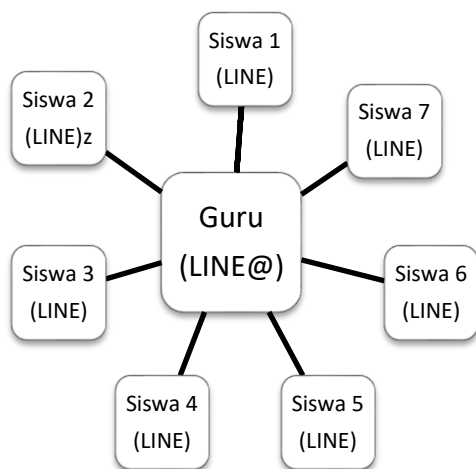 Siswa 1
(LINE)
Siswa 2
(LINE)z
Siswa 7
(LINE)
Guru
(LINE@)
Siswa 3
(LINE)
Siswa 6
(LINE)
Siswa 4
(LINE)
Siswa 5
(LINE)